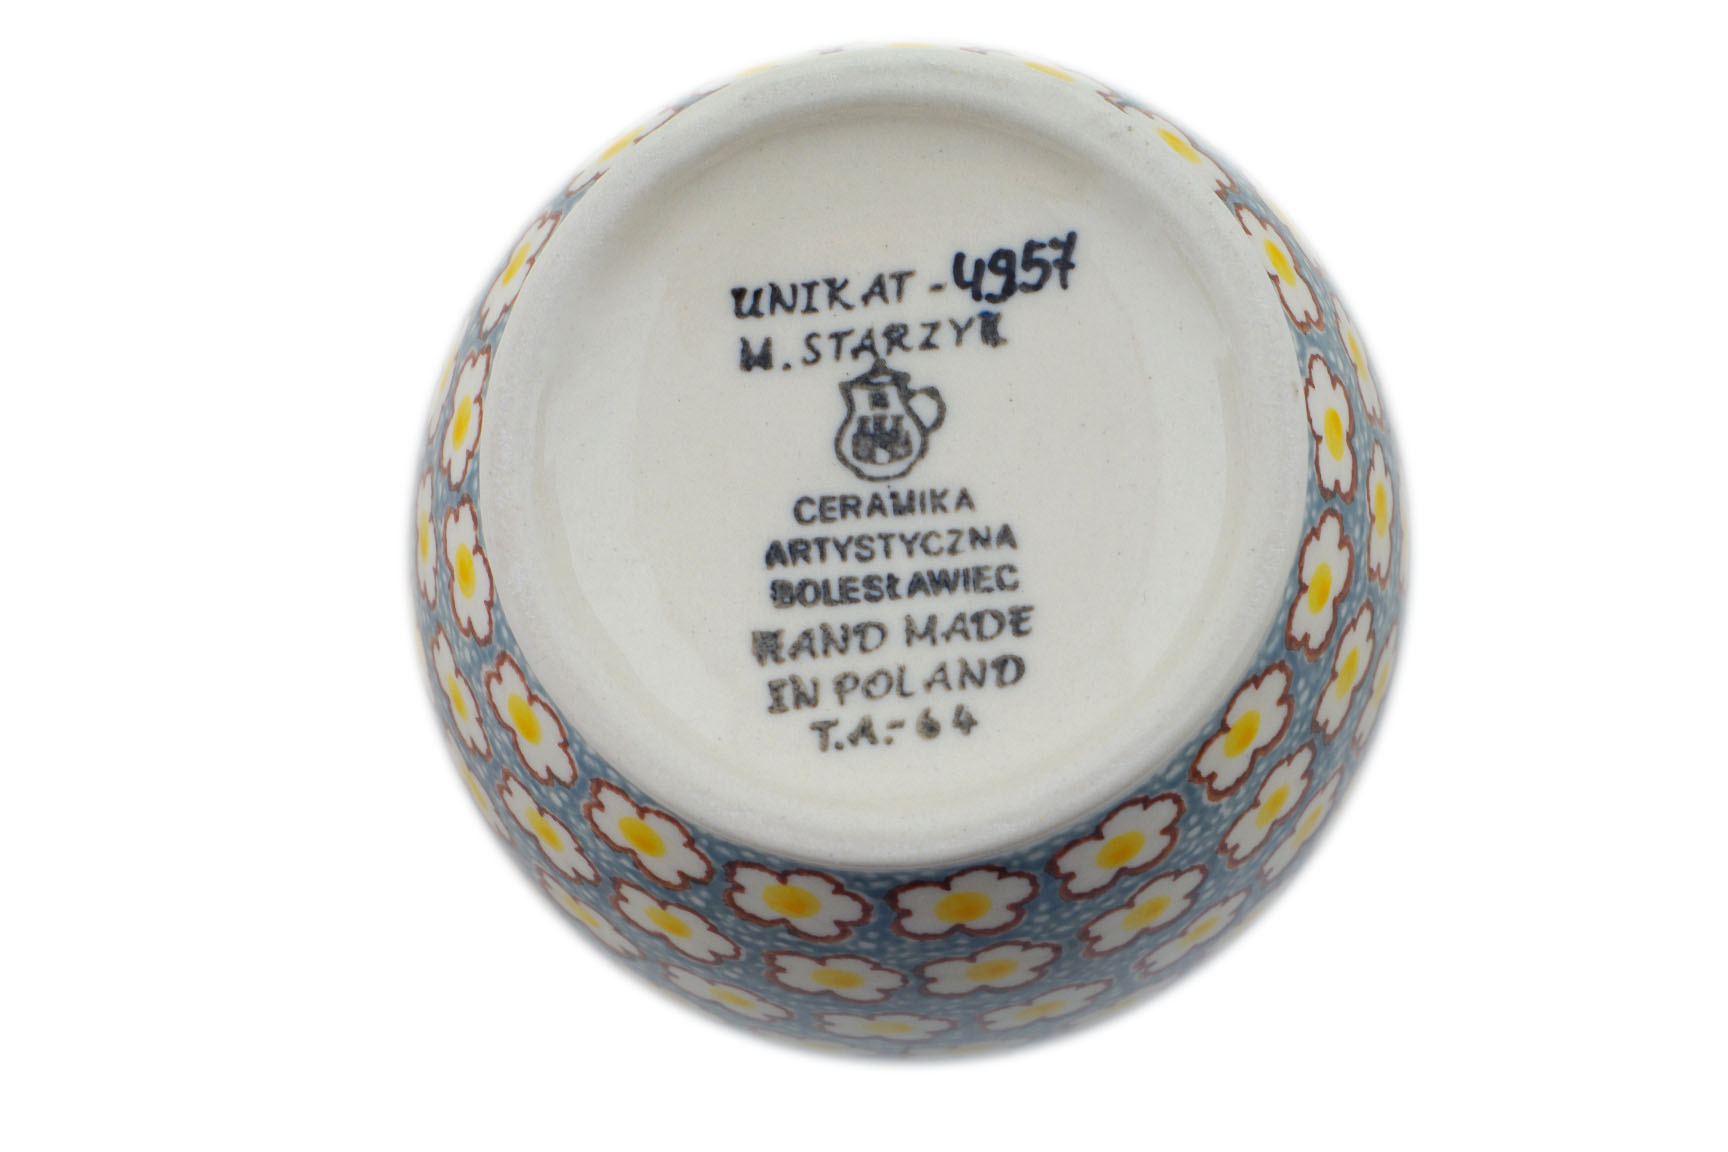 UNIKAT - 4957
M. STARZYK
CERAMIKA
ARTYSTYCZNA
BOLESŁAWIEC
HAND MADE
IN POLAND
T.A.- 64